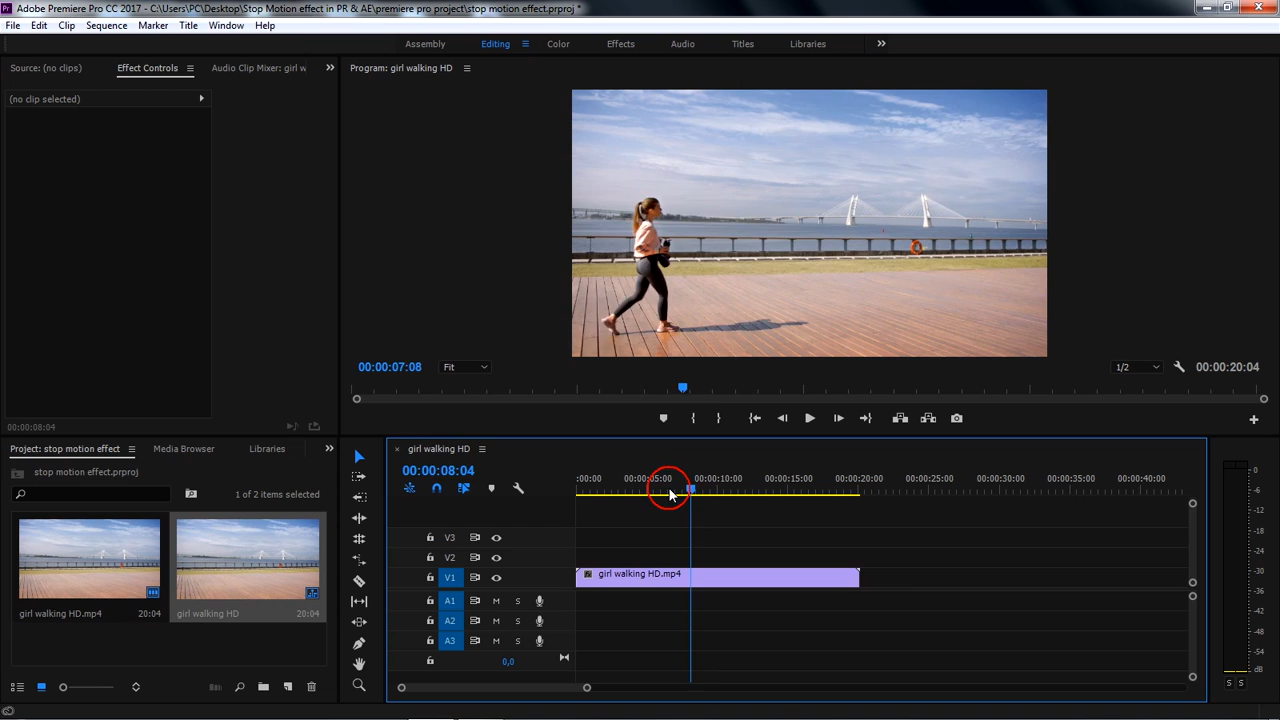 Pr Adobe Premiere Pro CC 2017 - C:\Users\PC\Desktop\Stop Motion effect in PR & AE\premiere pro project\stop motion effect.prproj *
File Edit Clip Sequence Marker Title Window Help
Assembly Editing Color Effects Audio Titles Libraries
Source: (no clips) Effect Controls Audio Clip Mixer: girl w
Program: girl walking HD
(no clip selected)
00:00:07:08 Fit 1/2 00:00:20:04
00:00:08:04
Project: stop motion effect Media Browser Libraries
stop motion effect.prproj
1 of 2 items selected
girl walking HD.mp4 20:04
girl walking HD 20:04
girl walking HD
00:00:08:04
:00:00 00:00:05:00 00:00:10:00 00:00:15:00 00:00:20:00 00:00:25:00 00:00:30:00 00:00:35:00 00:00:40:00
V3
V2
V1 girl walking HD.mp4
A1 M S
A2 M S
A3 M S
0,0
0
-6
-12
-18
-24
-30
-36
-42
-48
-54
dB
S S